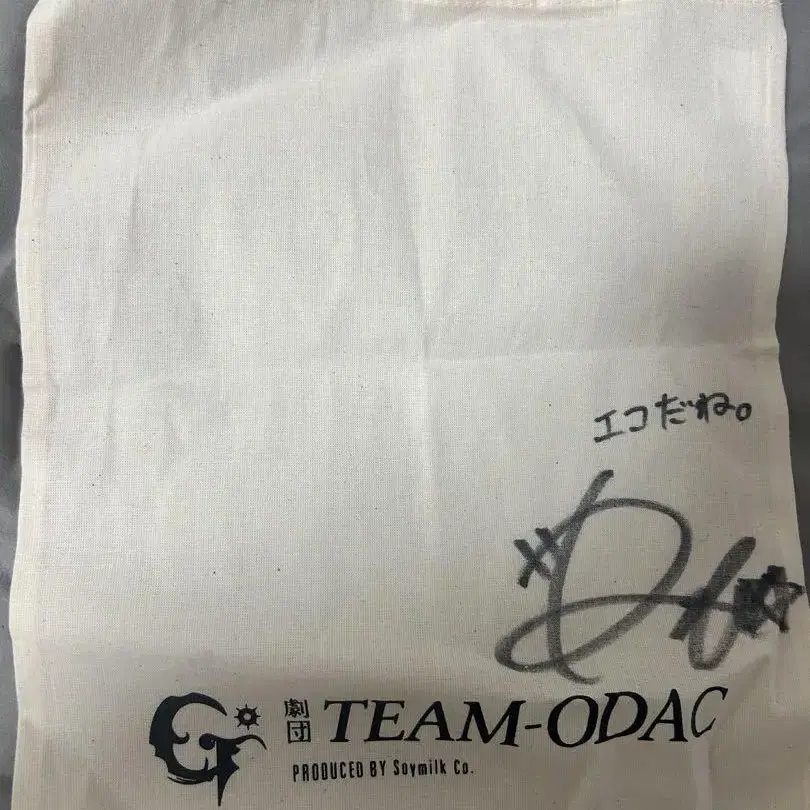 エコだね。
劇団 TEAM-ODAC
PRODUCED BY Soymilk Co.